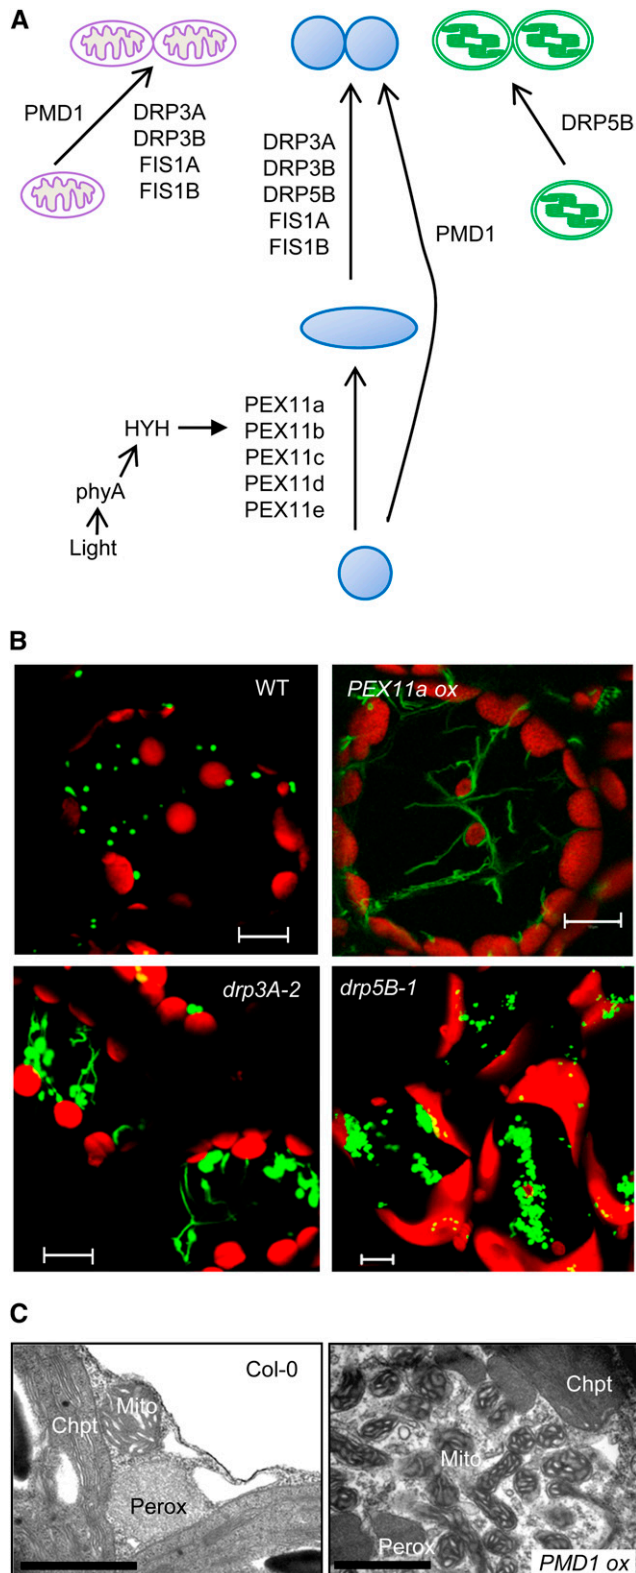 A
PMD1
DRP3A
DRP3B
FIS1A
FIS1B
DRP3A
DRP3B
DRP5B
FIS1A
FIS1B
PMD1
DRP5B
PEX11a
PEX11b
PEX11c
PEX11d
PEX11e
HYH
phyA
Light
B
WT
PEX11a ox
drp3A-2
drp5B-1
C
Col-0
Chpt
Mito
Perox
Chpt
Mito
Perox
PMD1 ox